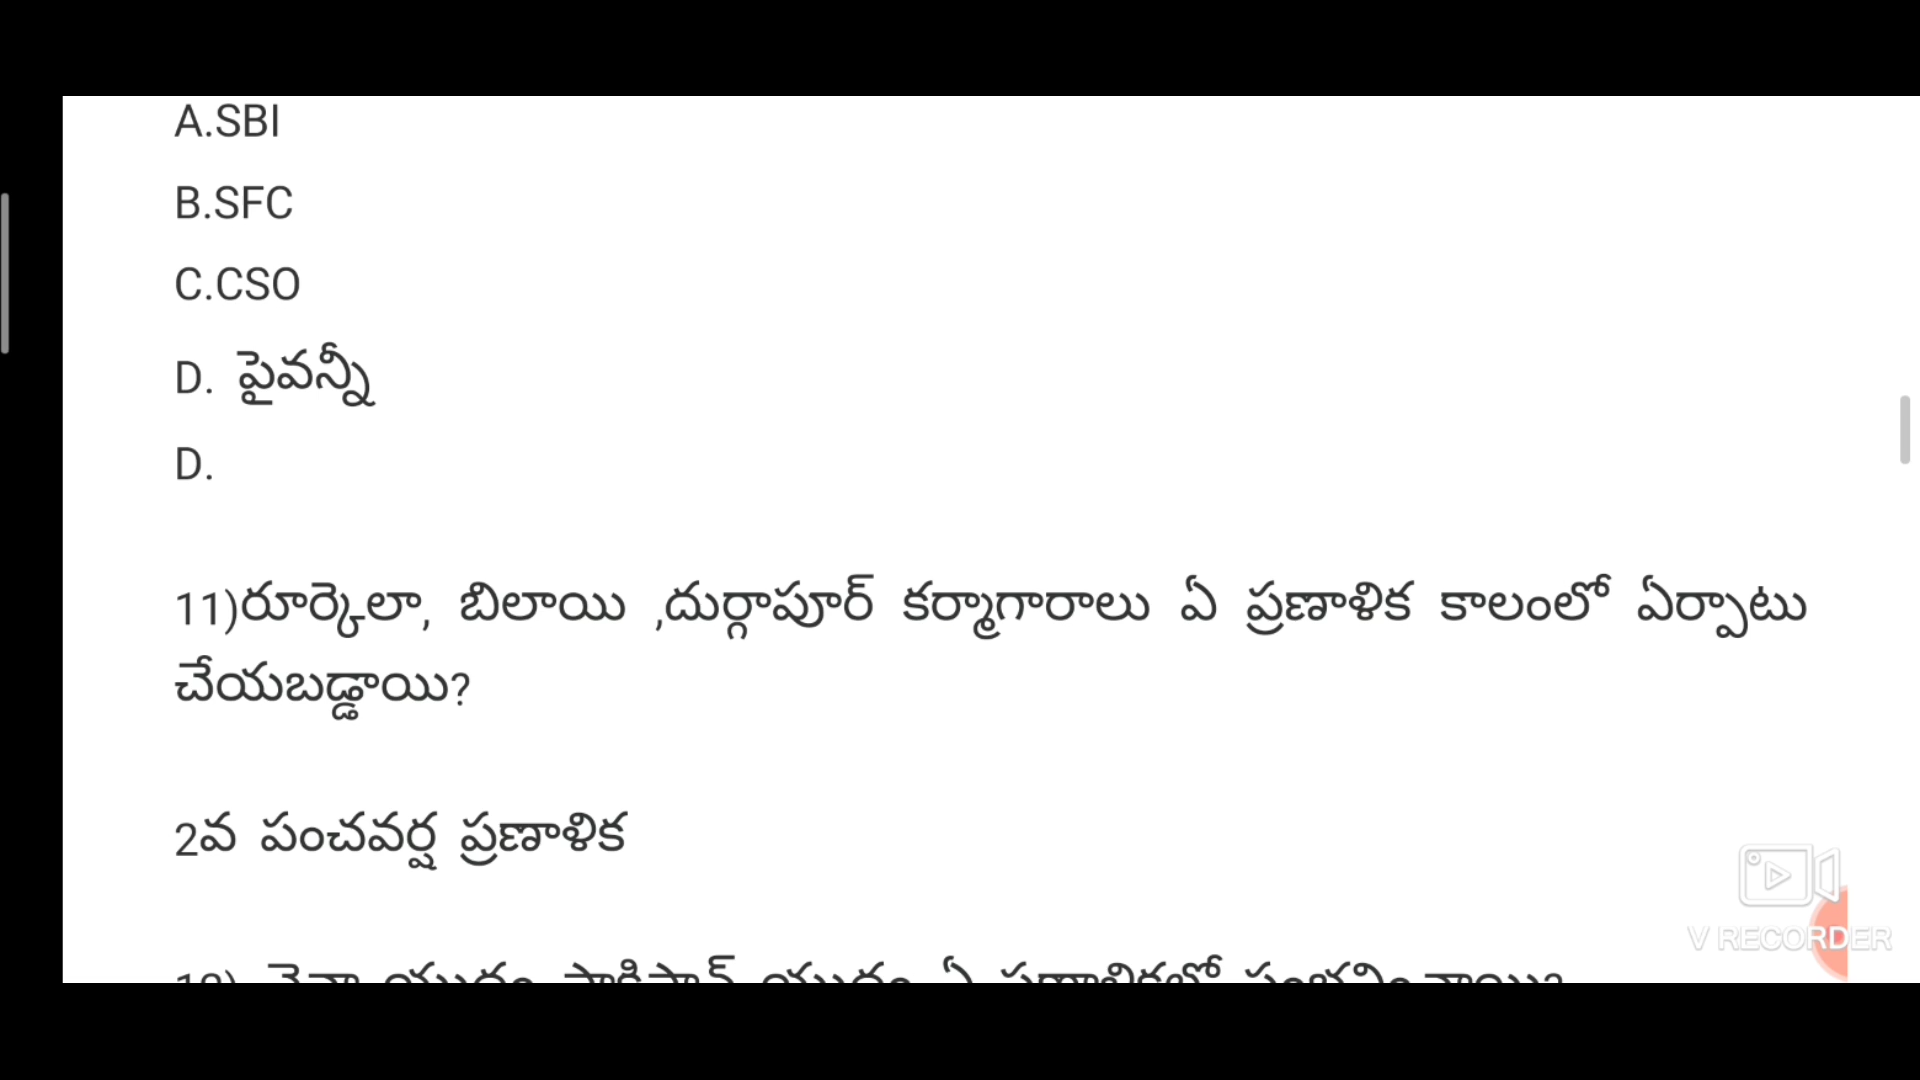 A.SBI
B.SFC
C.CSO
D. పైవన్నీ
D.
11)రూర్కెలా, బిలాయి ,దుర్గాపూర్ కర్మాగారాలు ఏ ప్రణాళిక కాలంలో ఏర్పాటు
చేయబడ్డాయి?
2వ పంచవర్ష ప్రణాళిక
V RECORDER